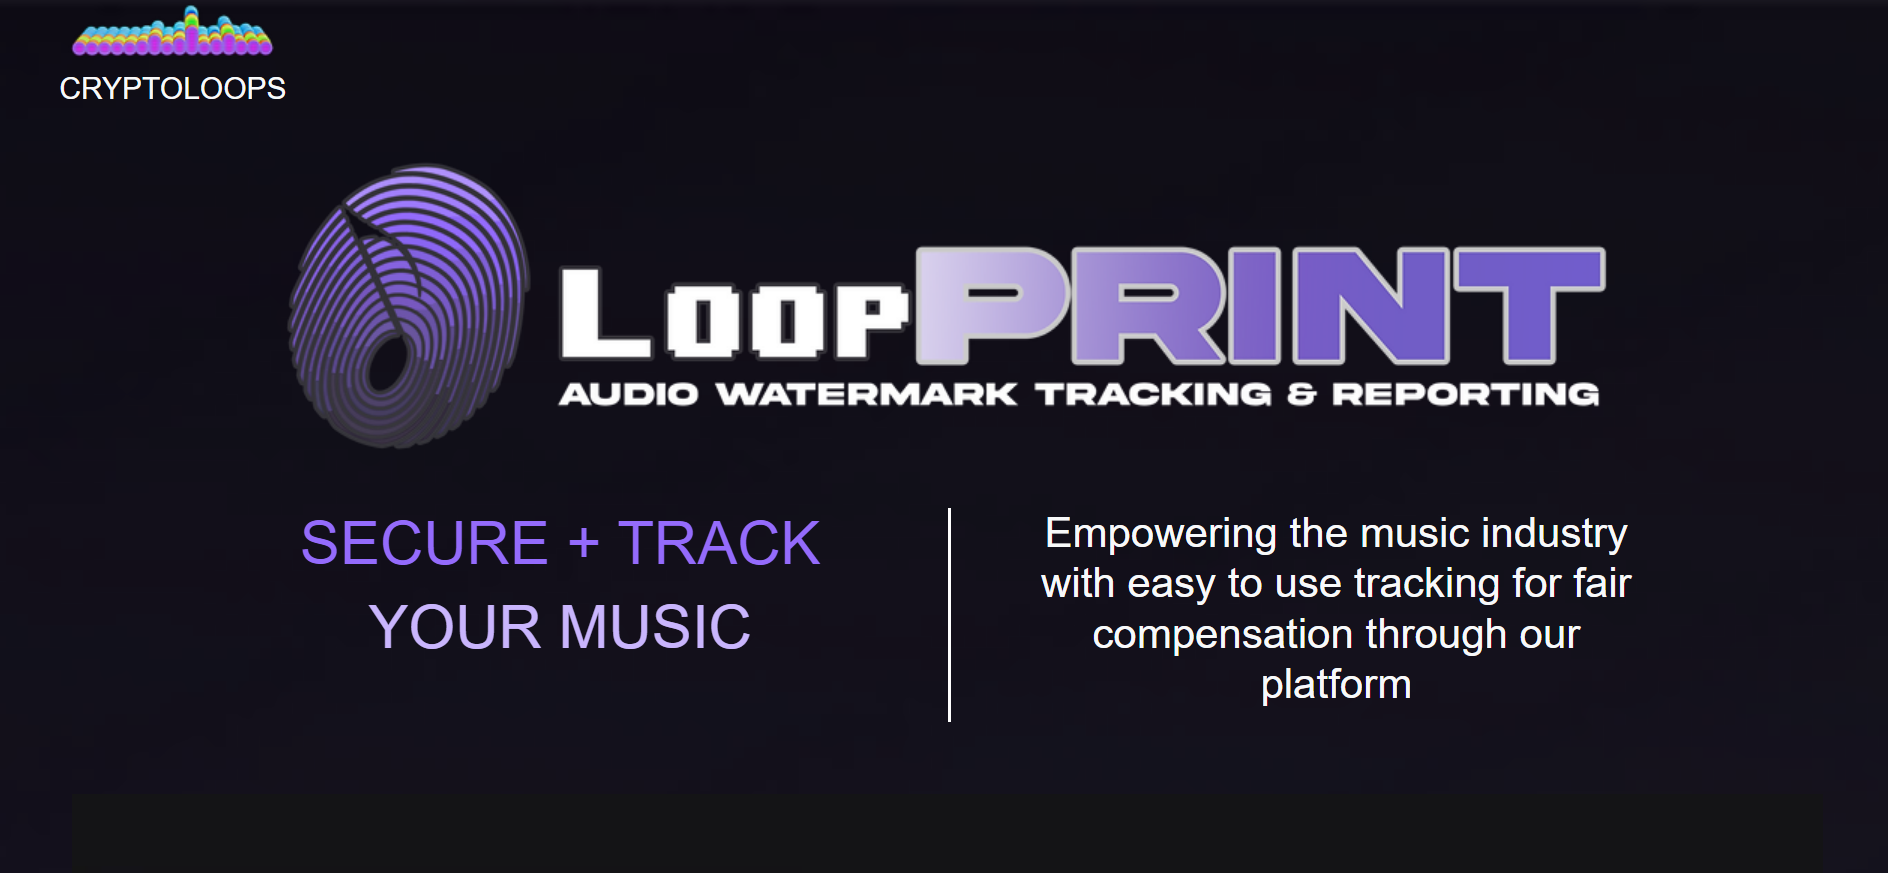 CRYPTOLOOPS
LOOPPRINT
AUDIO WATERMARK TRACKING & REPORTING
SECURE + TRACK
YOUR MUSIC
Empowering the music industry
with easy to use tracking for fair
compensation through our
platform